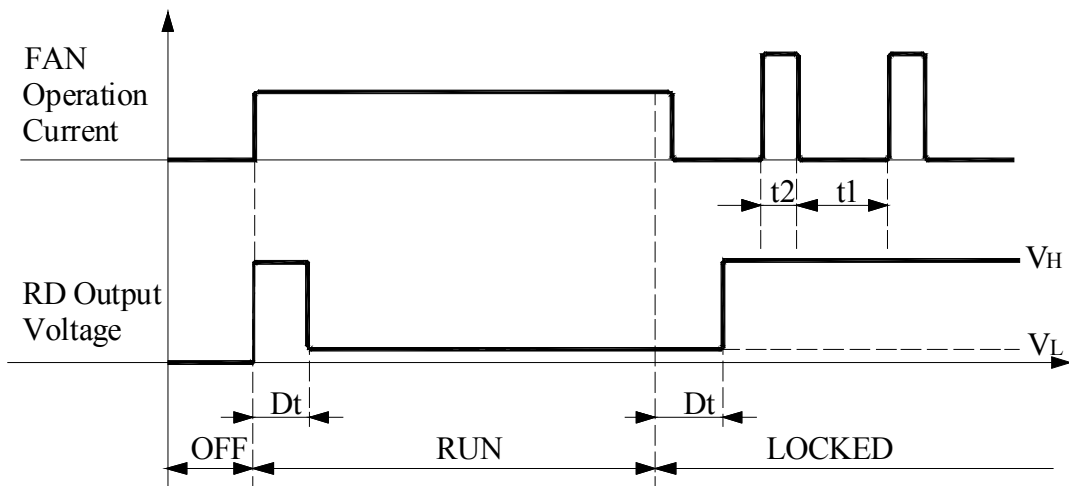 FAN
Operation
Current
t2
t1
VH
RD Output
Voltage
VL
Dt
Dt
OFF
RUN
LOCKED